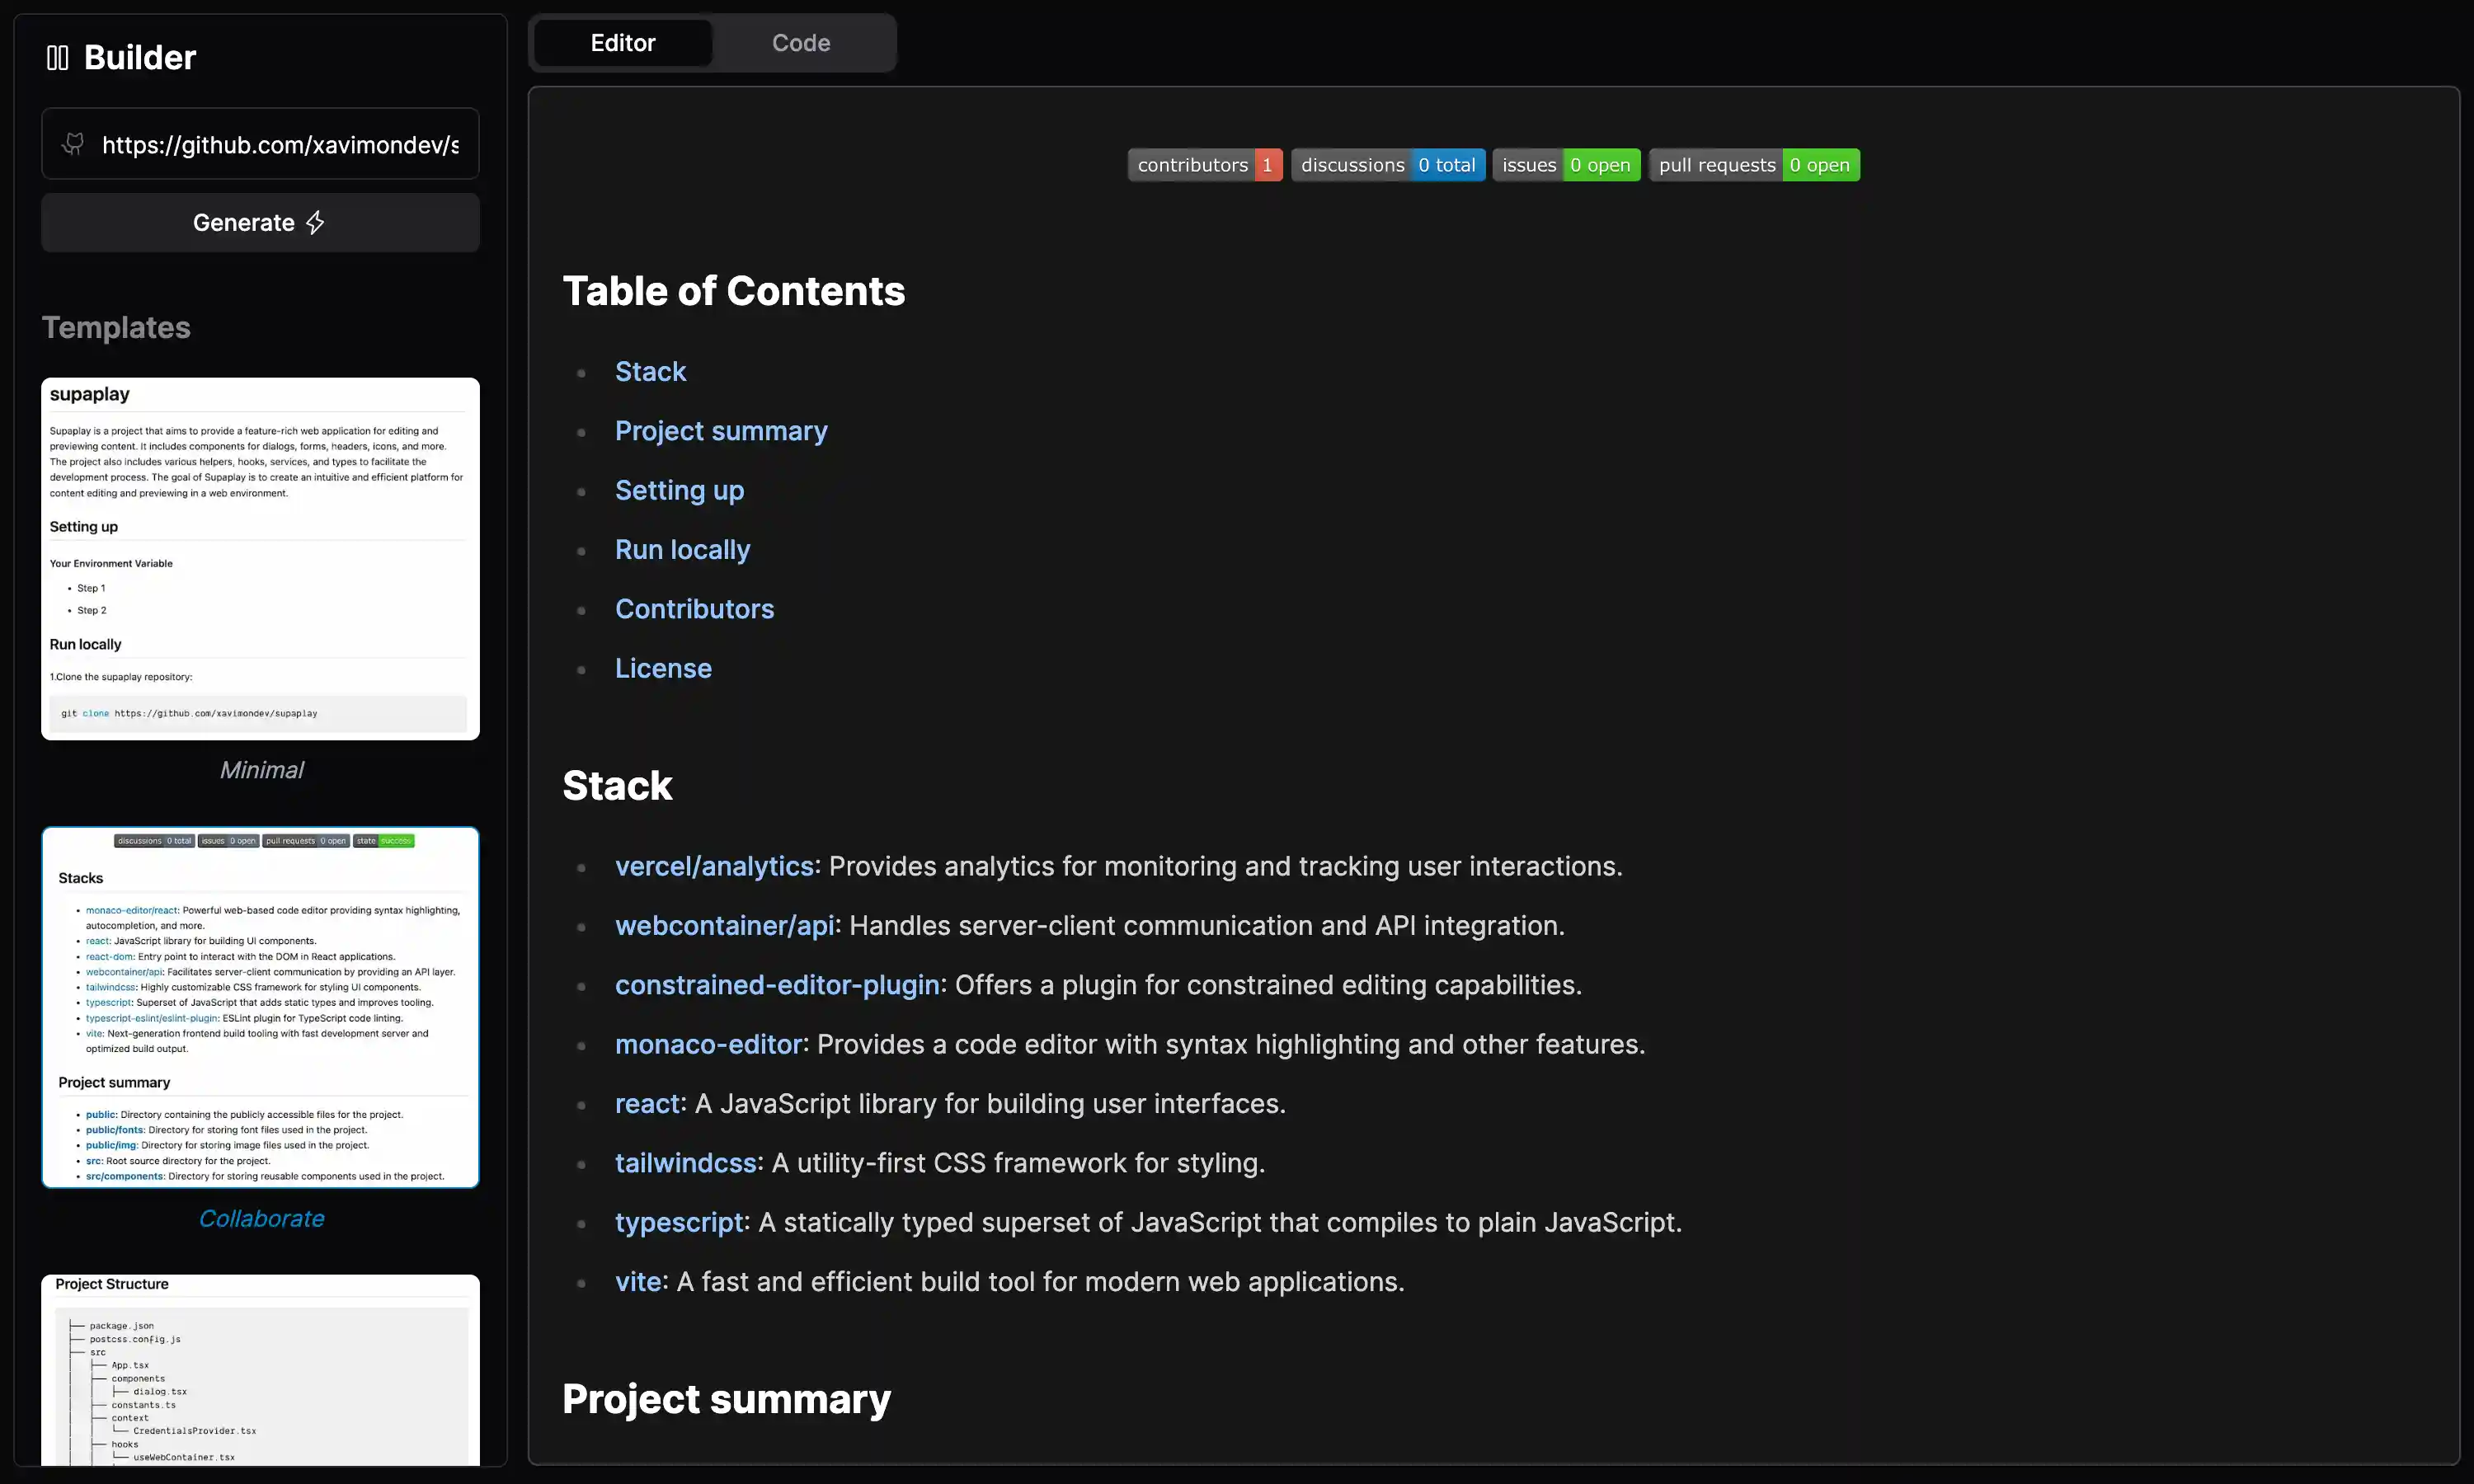 Builder
https://github.com/xavimondev/s
Generate
Templates
supaplay
Supaplay is a project that aims to provide a feature-rich web application for editing and
previewing content. It includes components for dialogs, forms, headers, icons, and more.
The project also includes various helpers, hooks, services, and types to facilitate the
development process. The goal of Supaplay is to create an intuitive and efficient platform for
content editing and previewing in a web environment.
Setting up
Your Environment Variable
• Step 1
• Step 2
Run locally
1.Clone the supaplay repository:
git clone https://github.com/xavimondev/supaplay
Minimal
discussions 0 total issues 0 open pull requests 0 open state success
Stacks
• monaco-editor/react: Powerful web-based code editor providing syntax highlighting,
autocompletion, and more.
• react: JavaScript library for building UI components.
• react-dom: Entry point to interact with the DOM in React applications.
• webcontainer/api: Facilitates server-client communication by providing an API layer.
• tailwindcss: Highly customizable CSS framework for styling UI components.
• typescript: Superset of JavaScript that adds static types and improves tooling.
• typescript-eslint/eslint-plugin: ESLint plugin for TypeScript code linting.
• vite: Next-generation frontend build tooling with fast development server and
optimized build output.
Project summary
• public: Directory containing the publicly accessible files for the project.
• public/fonts: Directory for storing font files used in the project.
• public/img: Directory for storing image files used in the project.
• src: Root source directory for the project.
• src/components: Directory for storing reusable components used in the project.
Collaborate
Project Structure
├── package.json
├── postcss.config.js
├── src
│   ├── App.tsx
│   ├── components
│   │   ├── dialog.tsx
│   ├── constants.ts
│   ├── context
│   │   └── CredentialsProvider.tsx
│   ├── hooks
│   │   └── useWebContainer.tsx
Editor Code
contributors 1 discussions 0 total issues 0 open pull requests 0 open
Table of Contents
• Stack
• Project summary
• Setting up
• Run locally
• Contributors
• License
Stack
• vercel/analytics: Provides analytics for monitoring and tracking user interactions.
• webcontainer/api: Handles server-client communication and API integration.
• constrained-editor-plugin: Offers a plugin for constrained editing capabilities.
• monaco-editor: Provides a code editor with syntax highlighting and other features.
• react: A JavaScript library for building user interfaces.
• tailwindcss: A utility-first CSS framework for styling.
• typescript: A statically typed superset of JavaScript that compiles to plain JavaScript.
• vite: A fast and efficient build tool for modern web applications.
Project summary